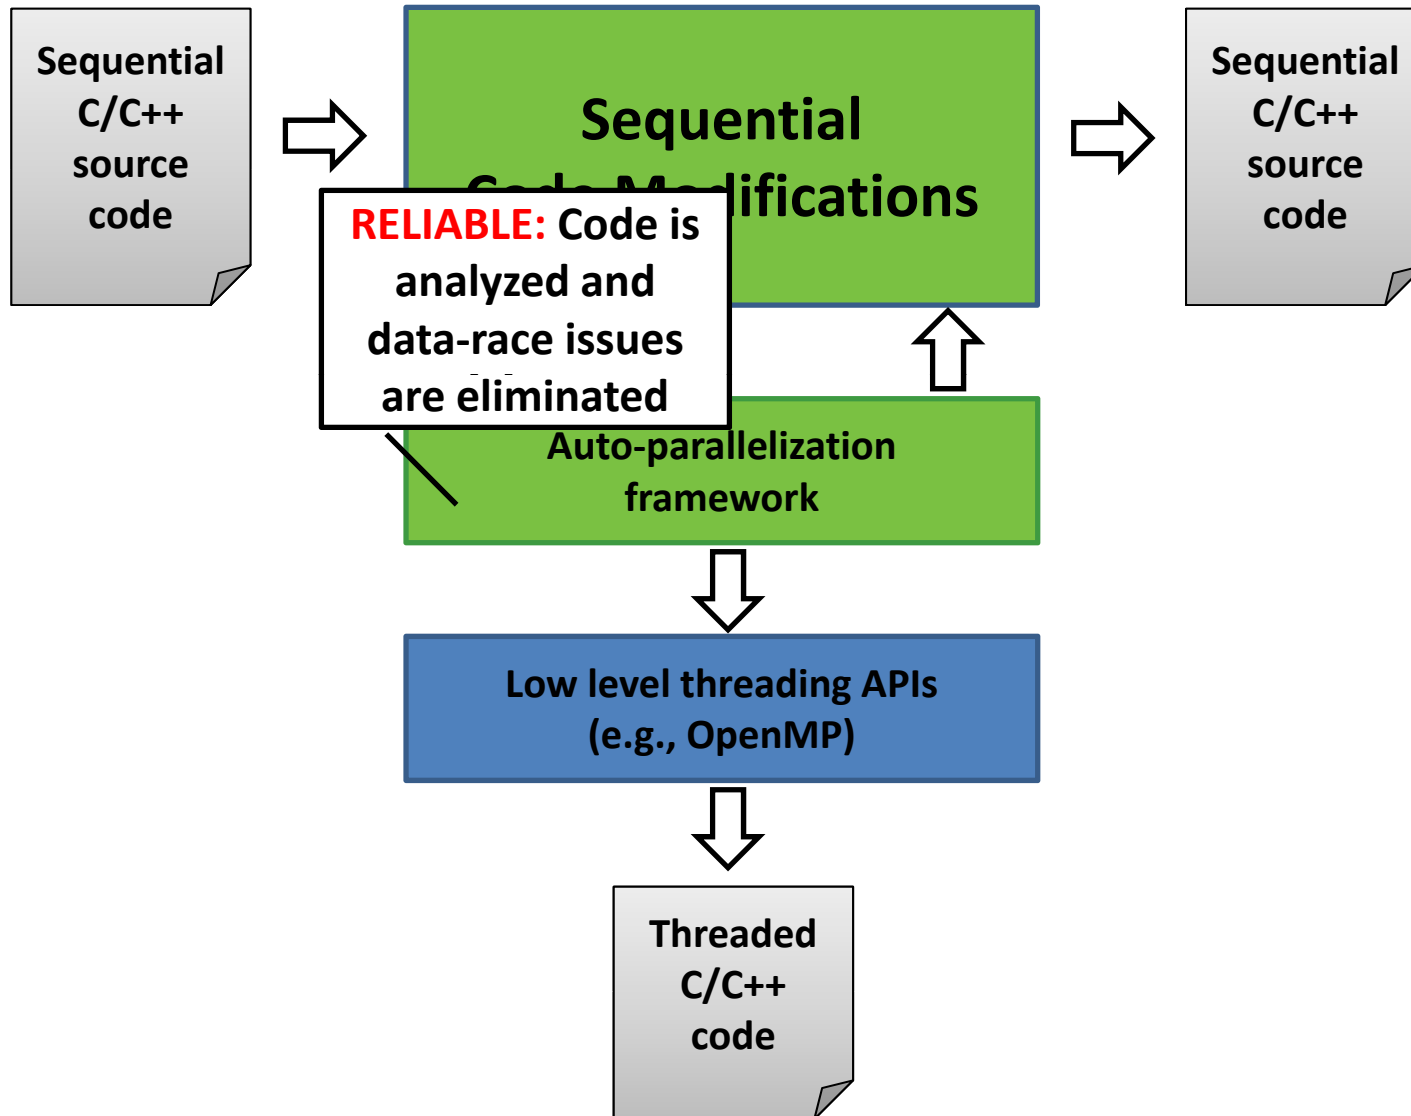 Sequential
C/C++
source
code
Sequential
Modifications
Sequential
C/C++
source
code
RELIABLE: Code is
analyzed and
data-race issues
are eliminated
Auto-parallelization
framework
Low level threading APIs
(e.g., OpenMP)
Threaded
C/C++
code